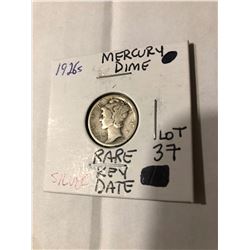 1926s
MERCURY
DIME
LOT
37
RARE
KEY
DATE
SILVER